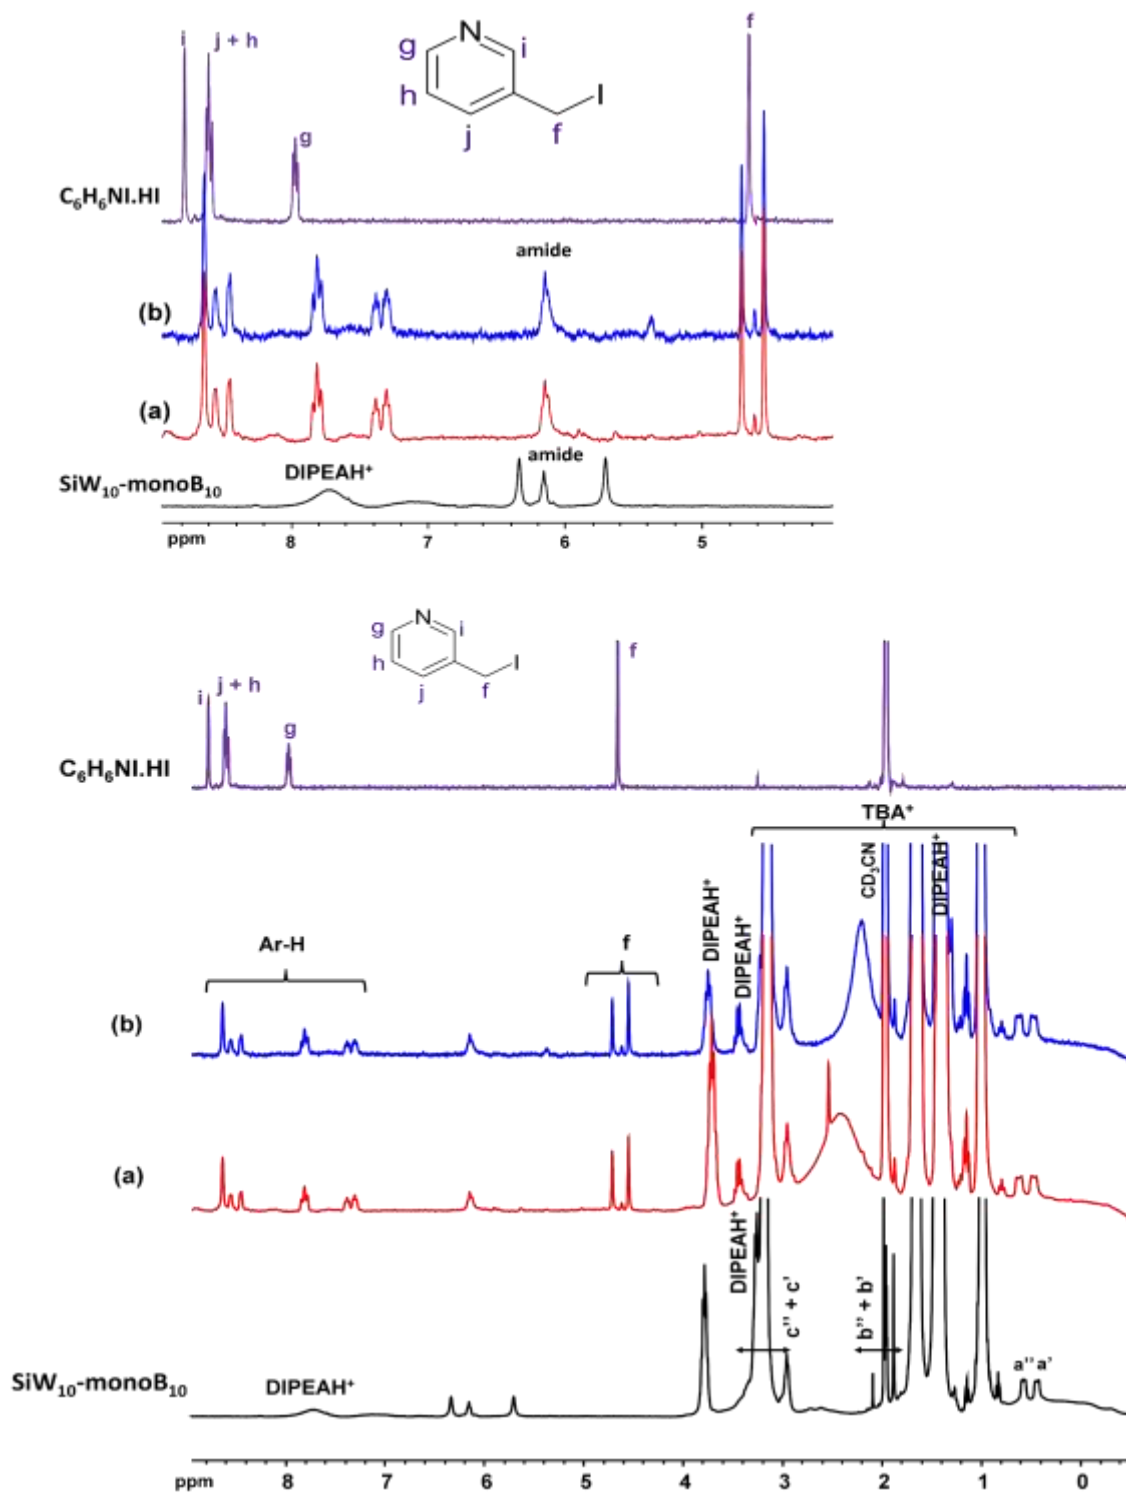 i
j + h
N
g
i
h
I
j
f
f
g
C₆H₆NI.HI
amide
(b)
(a)
amide
DIPEAH⁺
SiW₁₀-monoB₁₀
ppm
8
7
6
5
N
g
i
h
I
j
f
f
i
j + h
g
C₆H₆NI.HI
TBA⁺
DIPEAH⁺
DIPEAH⁺
CD₃CN
DIPEAH⁺
Ar-H
f
(b)
(a)
DIPEAH⁺
c'' + c'
b'' + b'
a'' a'
SiW₁₀-monoB₁₀
DIPEAH⁺
ppm
8
7
6
5
4
3
2
1
0